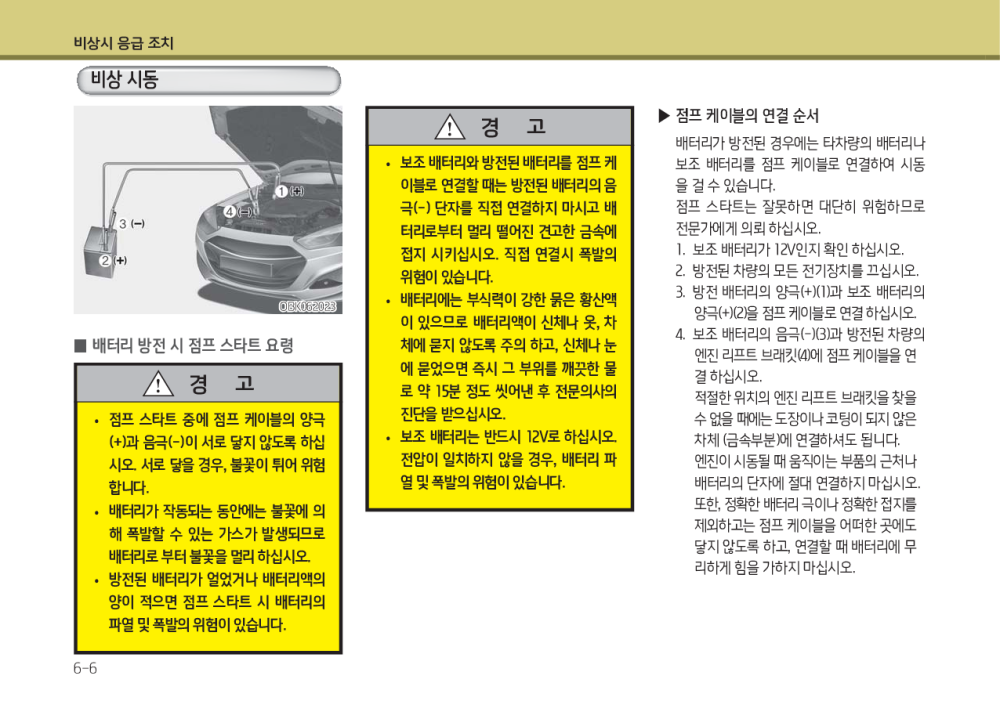 비상시 응급 조치
비상 시동
1 (+)
4 (-)
3 (-)
2 (+)
OBK062023
■ 배터리 방전 시 점프 스타트 요령
경 고
• 점프 스타트 중에 점프 케이블의 양극
(+)과 음극(-)이 서로 닿지 않도록 하십
시오. 서로 닿을 경우, 불꽃이 튀어 위험
합니다.
• 배터리가 작동되는 동안에는 불꽃에 의
해 폭발할 수 있는 가스가 발생되므로
배터리로 부터 불꽃을 멀리 하십시오.
• 방전된 배터리가 얼었거나 배터리액의
양이 적으면 점프 스타트 시 배터리의
파열 및 폭발의 위험이 있습니다.
경 고
• 보조 배터리와 방전된 배터리를 점프 케
이블로 연결할 때는 방전된 배터리의 음
극(-) 단자를 직접 연결하지 마시고 배
터리로부터 멀리 떨어진 견고한 금속에
접지 시키십시오. 직접 연결시 폭발의
위험이 있습니다.
• 배터리에는 부식력이 강한 묽은 황산액
이 있으므로 배터리액이 신체나 옷, 차
체에 묻지 않도록 주의 하고, 신체나 눈
에 묻었으면 즉시 그 부위를 깨끗한 물
로 약 15분 정도 씻어낸 후 전문의사의
진단을 받으십시오.
• 보조 배터리는 반드시 12V로 하십시오.
전압이 일치하지 않을 경우, 배터리 파
열 및 폭발의 위험이 있습니다.
▶ 점프 케이블의 연결 순서
배터리가 방전된 경우에는 타차량의 배터리나
보조 배터리를 점프 케이블로 연결하여 시동
을 걸 수 있습니다.
점프 스타트는 잘못하면 대단히 위험하므로
전문가에게 의뢰 하십시오.
1. 보조 배터리가 12V인지 확인 하십시오.
2. 방전된 차량의 모든 전기장치를 끄십시오.
3. 방전 배터리의 양극(+)(1)과 보조 배터리의
양극(+)(2)을 점프 케이블로 연결 하십시오.
4. 보조 배터리의 음극(-)(3)과 방전된 차량의
엔진 리프트 브래킷(4)에 점프 케이블을 연
결 하십시오.
적절한 위치의 엔진 리프트 브래킷을 찾을
수 없을 때에는 도장이나 코팅이 되지 않은
차체 (금속부분)에 연결하셔도 됩니다.
엔진이 시동될 때 움직이는 부품의 근처나
배터리의 단자에 절대 연결하지 마십시오.
또한, 정확한 배터리 극이나 정확한 접지를
제외하고는 점프 케이블을 어떠한 곳에도
닿지 않도록 하고, 연결할 때 배터리에 무
리하게 힘을 가하지 마십시오.
6-6